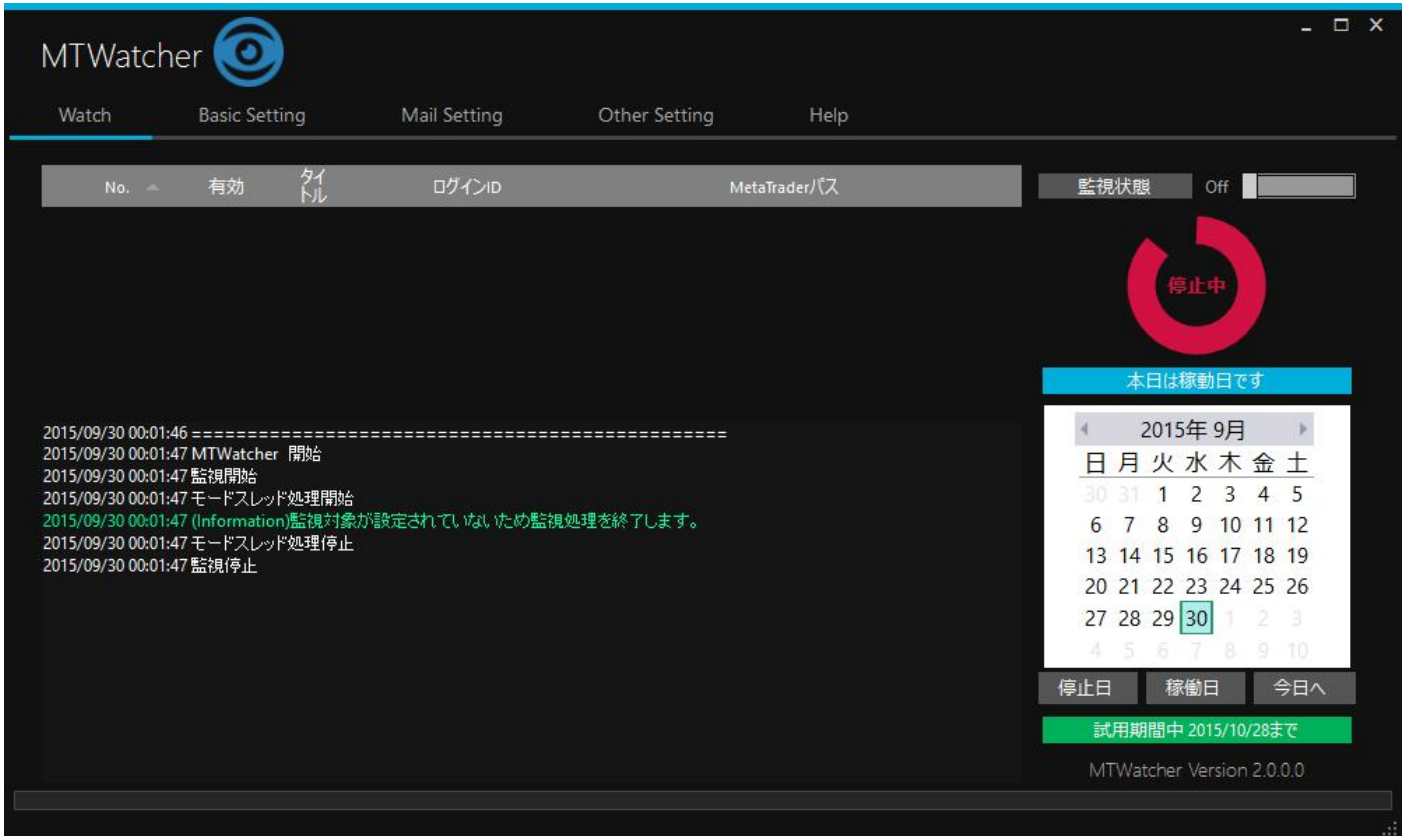 MTWatcher
Watch Basic Setting Mail Setting Other Setting Help
No. 有効 タイトル ログインID MetaTraderパス
監視状態 Off
停止中
本日は稼動日です
2015/09/30 00:01:46 ================================================
2015/09/30 00:01:47 MTWatcher 開始
2015/09/30 00:01:47 監視開始
2015/09/30 00:01:47 モードスレッド処理開始
2015/09/30 00:01:47 (Information)監視対象が設定されていないため監視処理を終了します。
2015/09/30 00:01:47 モードスレッド処理停止
2015/09/30 00:01:47 監視停止
2015年 9月
日 月 火 水 木 金 土
30 31 1 2 3 4 5
6 7 8 9 10 11 12
13 14 15 16 17 18 19
20 21 22 23 24 25 26
27 28 29 30 1 2 3
4 5 6 7 8 9 10
停止日 稼働日 今日へ
試用期間中 2015/10/28まで
MTWatcher Version 2.0.0.0